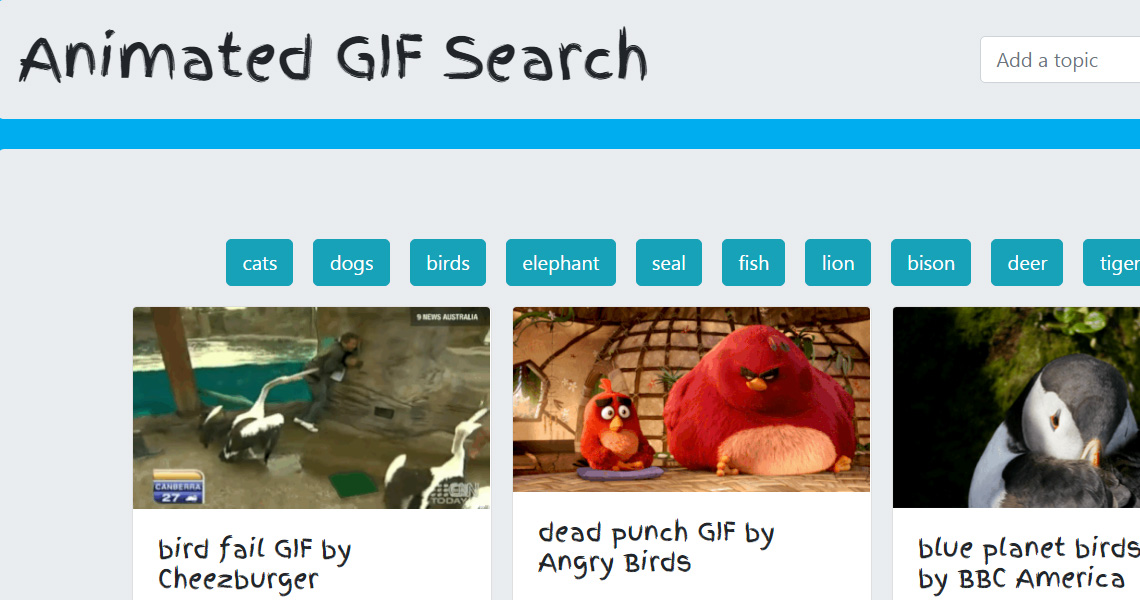 Animated GIF Search
Add a topic
cats dogs birds elephant seal fish lion bison deer tiger
9 NEWS AUSTRALIA
CANBERRA
27
TODAY
bird fail GIF by
Cheezburger
dead punch GIF by
Angry Birds
blue planet birds
by BBC America